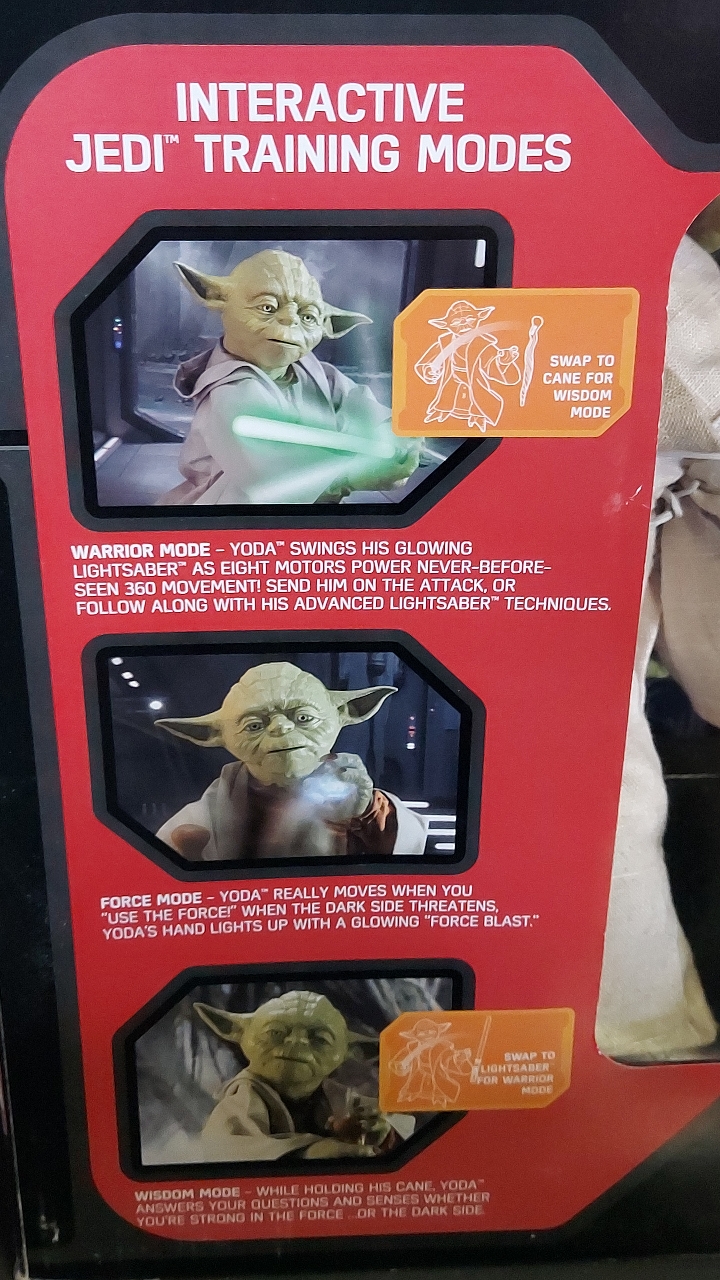 INTERACTIVE
JEDI™ TRAINING MODES
SWAP TO
CANE FOR
WISDOM
MODE
WARRIOR MODE – YODA™ SWINGS HIS GLOWING
LIGHTSABER™ AS EIGHT MOTORS POWER NEVER-BEFORE-
SEEN 360 MOVEMENT! SEND HIM ON THE ATTACK, OR
FOLLOW ALONG WITH HIS ADVANCED LIGHTSABER™ TECHNIQUES.
FORCE MODE – YODA™ REALLY MOVES WHEN YOU
"USE THE FORCE!" WHEN THE DARK SIDE THREATENS,
YODA'S HAND LIGHTS UP WITH A GLOWING "FORCE BLAST."
SWAP TO
LIGHTSABER™
FOR WARRIOR
MODE
WISDOM MODE – WHILE HOLDING HIS CANE, YODA™
ANSWERS YOUR QUESTIONS AND SENSES WHETHER
YOU'RE STRONG IN THE FORCE ...OR THE DARK SIDE.